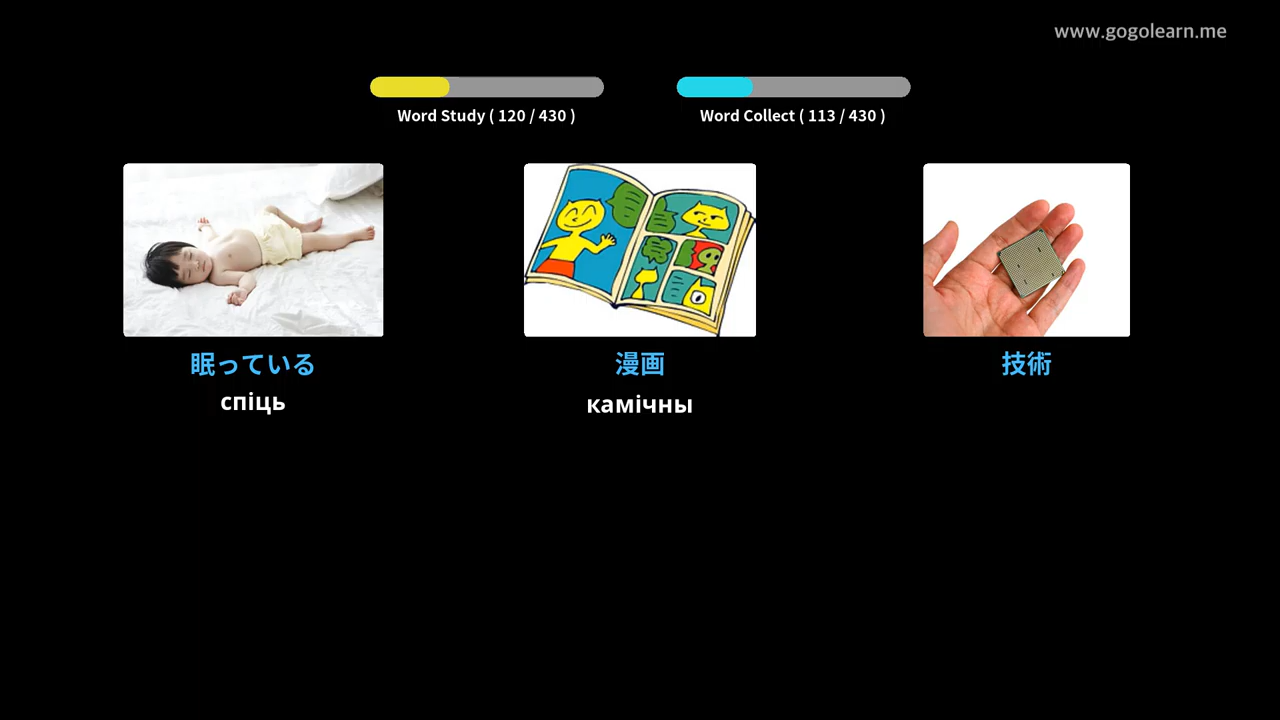 www.gogolearn.me
Word Study ( 120 / 430 )
Word Collect ( 113 / 430 )
眠っている
漫画
技術
спіць
камічны